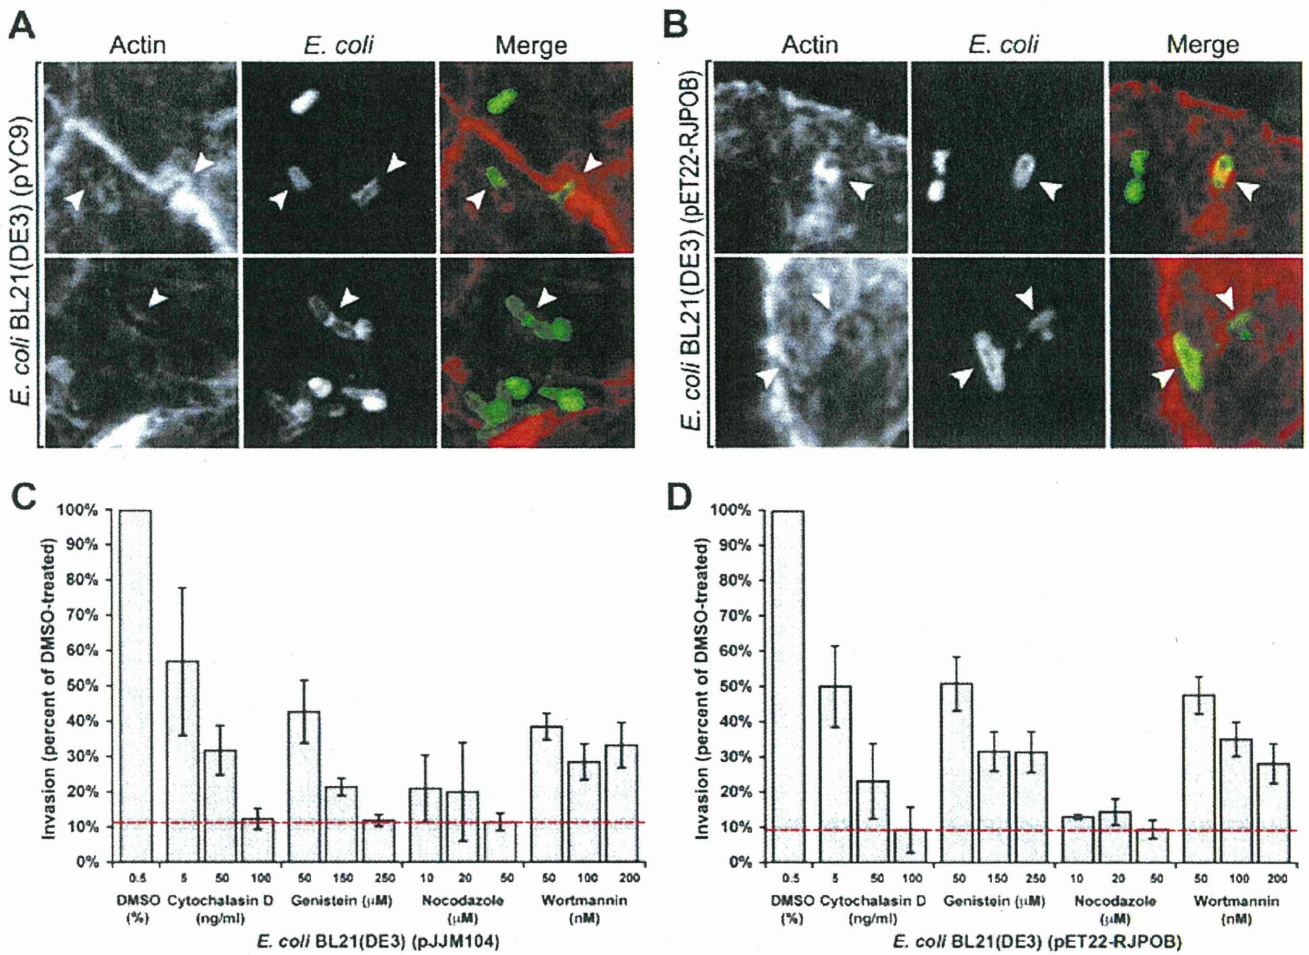 A
Actin E. coli Merge
E. coli BL21(DE3) (pYC9)
B
Actin E. coli Merge
E. coli BL21(DE3) (pET22-RJPOB)
C
Invasion (percent of DMSO-treated)
100%
90%
80%
70%
60%
50%
40%
30%
20%
10%
0%
0.5 5 50 100 50 150 250 10 20 50 50 100 200
DMSO Cytochalasin D Genistein (µM) Nocodazole Wortmannin
(%) (ng/ml) (µM) (nM)
E. coli BL21(DE3) (pJJM104)
D
Invasion (percent of DMSO-treated)
100%
90%
80%
70%
60%
50%
40%
30%
20%
10%
0%
0.5 5 50 100 50 150 250 10 20 50 50 100 200
DMSO Cytochalasin D Genistein (µM) Nocodazole Wortmannin
(%) (ng/ml) (µM) (nM)
E. coli BL21(DE3) (pET22-RJPOB)